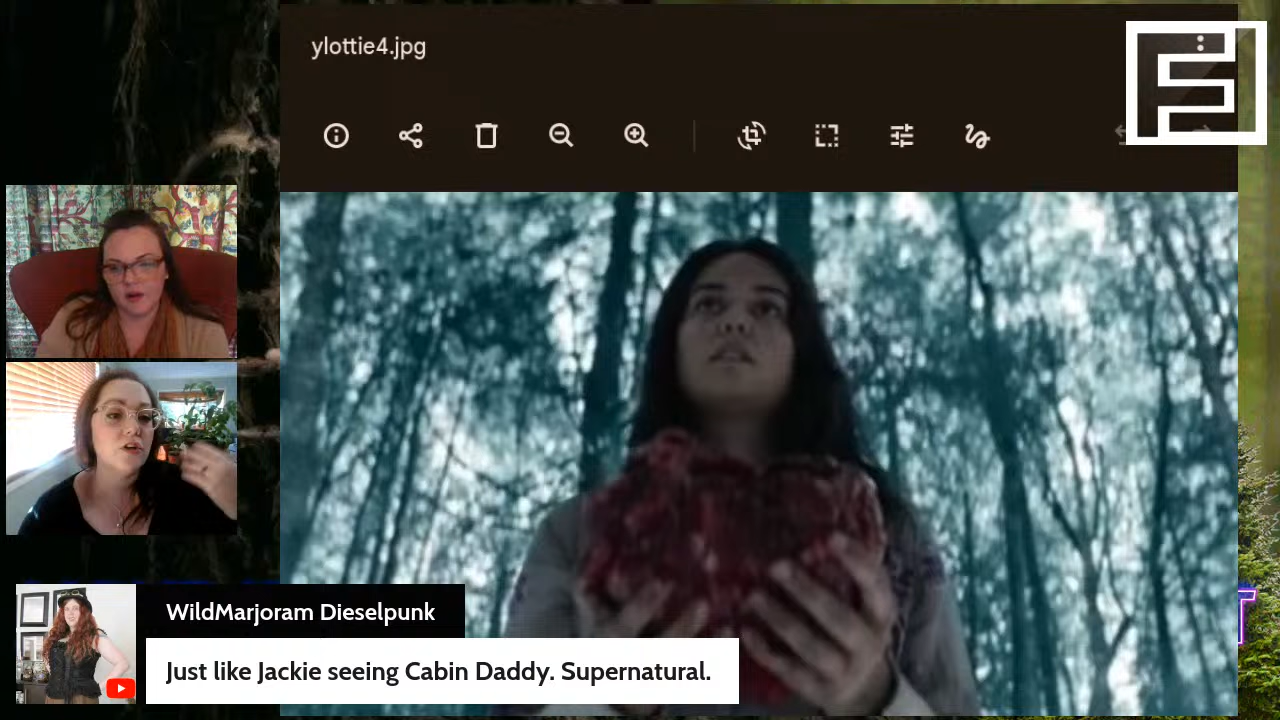 ylottie4.jpg
WildMarjoram Dieselpunk
Just like Jackie seeing Cabin Daddy. Supernatural.